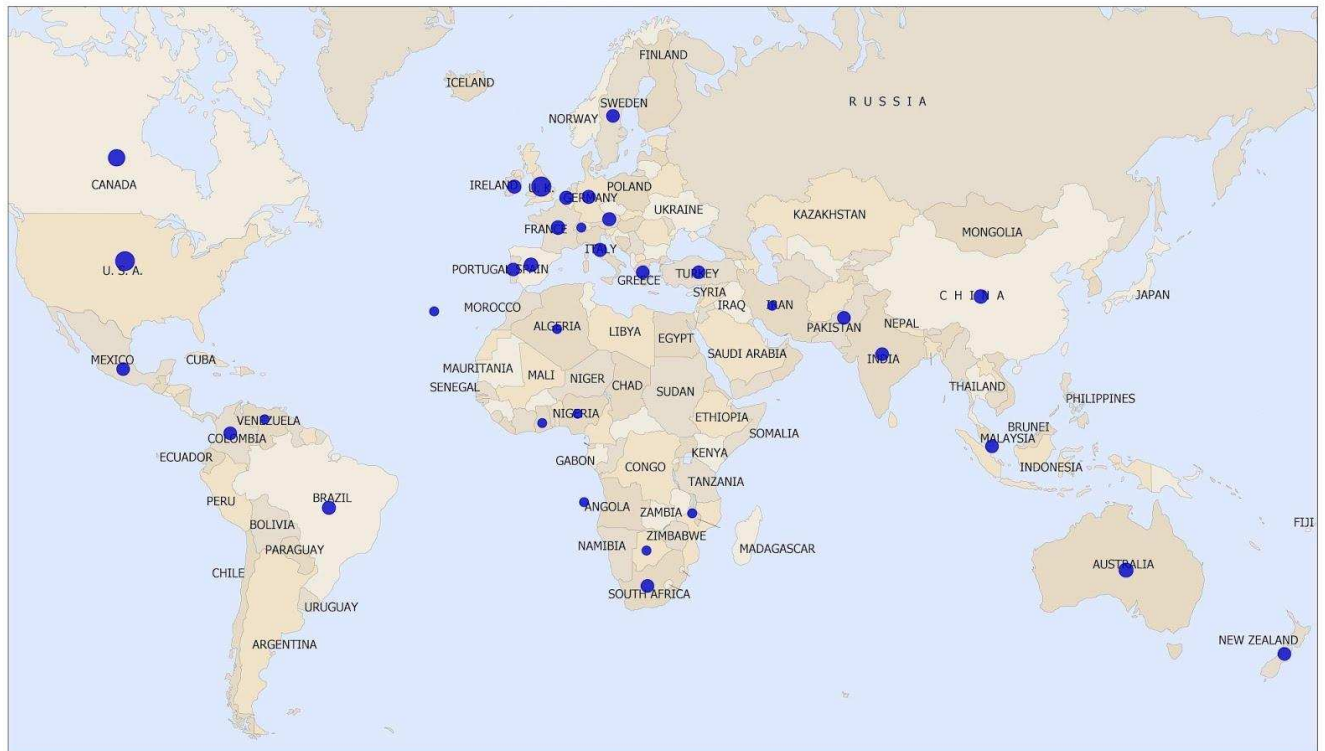 FINLAND
ICELAND
R U S S I A
SWEDEN
NORWAY
CANADA
IRELAND
U. K.
POLAND
GERMANY
UKRAINE
KAZAKHSTAN
FRANCE
MONGOLIA
ITALY
U. S. A.
PORTUGAL
SPAIN
GREECE
TURKEY
SYRIA
C H I N A
JAPAN
MOROCCO
IRAQ
IRAN
ALGERIA
LIBYA
EGYPT
PAKISTAN
NEPAL
MEXICO
CUBA
SAUDI ARABIA
INDIA
MAURITANIA
MALI
NIGER
CHAD
SUDAN
SENEGAL
THAILAND
PHILIPPINES
VENEZUELA
NIGERIA
ETHIOPIA
SOMALIA
BRUNEI
COLOMBIA
MALAYSIA
ECUADOR
GABON
KENYA
CONGO
INDONESIA
TANZANIA
PERU
BRAZIL
ANGOLA
ZAMBIA
BOLIVIA
FIJI
ZIMBABWE
PARAGUAY
NAMIBIA
MADAGASCAR
CHILE
AUSTRALIA
SOUTH AFRICA
URUGUAY
NEW ZEALAND
ARGENTINA